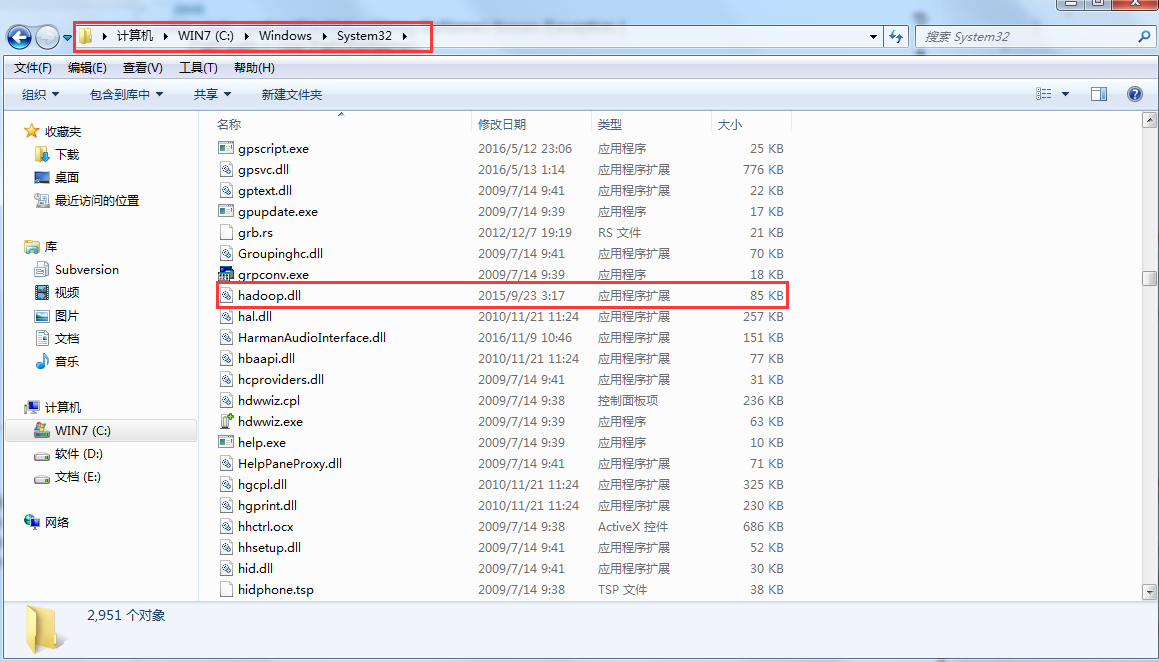 计算机 WIN7 (C:) Windows System32 搜索 System32
文件(F) 编辑(E) 查看(V) 工具(T) 帮助(H)
组织 包含到库中 共享 新建文件夹
收藏夹
下载
桌面
最近访问的位置
库
Subversion
视频
图片
文档
音乐
计算机
WIN7 (C:)
软件 (D:)
文档 (E:)
网络
名称 修改日期 类型 大小
gpscript.exe 2016/5/12 23:06 应用程序 25 KB
gpsvc.dll 2016/5/13 1:14 应用程序扩展 776 KB
gptext.dll 2009/7/14 9:41 应用程序扩展 22 KB
gpupdate.exe 2009/7/14 9:39 应用程序 17 KB
grb.rs 2012/12/7 19:19 RS 文件 21 KB
Groupinghc.dll 2009/7/14 9:41 应用程序扩展 70 KB
grpconv.exe 2009/7/14 9:39 应用程序 18 KB
hadoop.dll 2015/9/23 3:17 应用程序扩展 85 KB
hal.dll 2010/11/21 11:24 应用程序扩展 257 KB
HarmanAudioInterface.dll 2016/11/9 10:46 应用程序扩展 151 KB
hbaapi.dll 2010/11/21 11:24 应用程序扩展 77 KB
hcproviders.dll 2009/7/14 9:41 应用程序扩展 31 KB
hdwwiz.cpl 2009/7/14 9:38 控制面板项 236 KB
hdwwiz.exe 2009/7/14 9:39 应用程序 63 KB
help.exe 2009/7/14 9:39 应用程序 10 KB
HelpPaneProxy.dll 2009/7/14 9:41 应用程序扩展 71 KB
hgcpl.dll 2010/11/21 11:24 应用程序扩展 325 KB
hgprint.dll 2010/11/21 11:24 应用程序扩展 230 KB
hhctrl.ocx 2009/7/14 9:38 ActiveX 控件 686 KB
hhsetup.dll 2009/7/14 9:41 应用程序扩展 52 KB
hid.dll 2009/7/14 9:41 应用程序扩展 30 KB
hidphone.tsp 2009/7/14 9:38 TSP 文件 38 KB
2,951 个对象